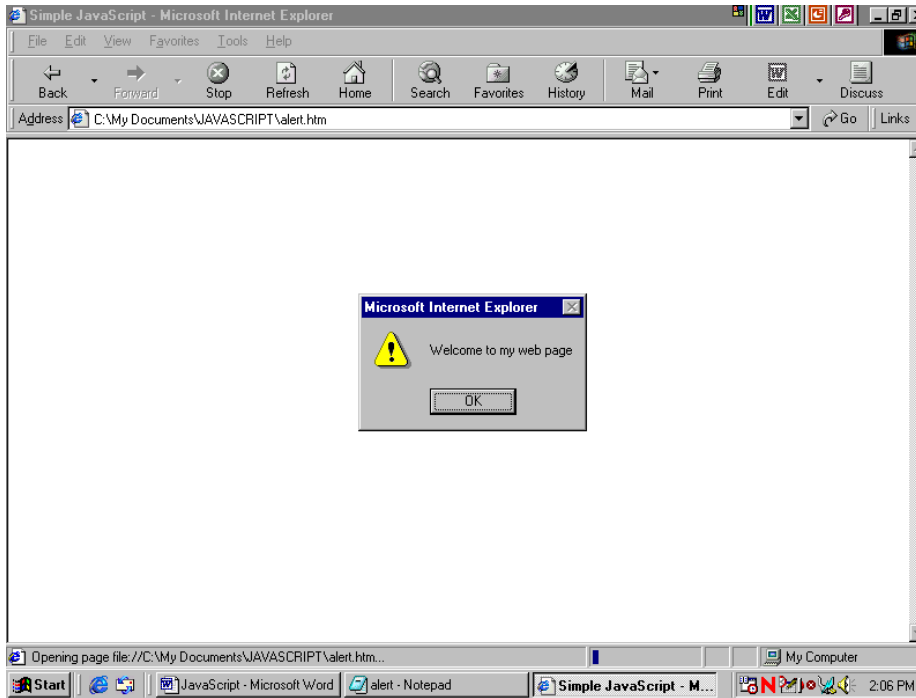 Simple JavaScript - Microsoft Internet Explorer
File Edit View Favorites Tools Help
Back Forward Stop Refresh Home Search Favorites History Mail Print Edit Discuss
Address C:\My Documents\JAVASCRIPT\alert.htm Go Links
Microsoft Internet Explorer
Welcome to my web page
OK
Opening page file://C:\My Documents\JAVASCRIPT\alert.htm... My Computer
Start JavaScript - Microsoft Word alert - Notepad Simple JavaScript - M... 2:06 PM